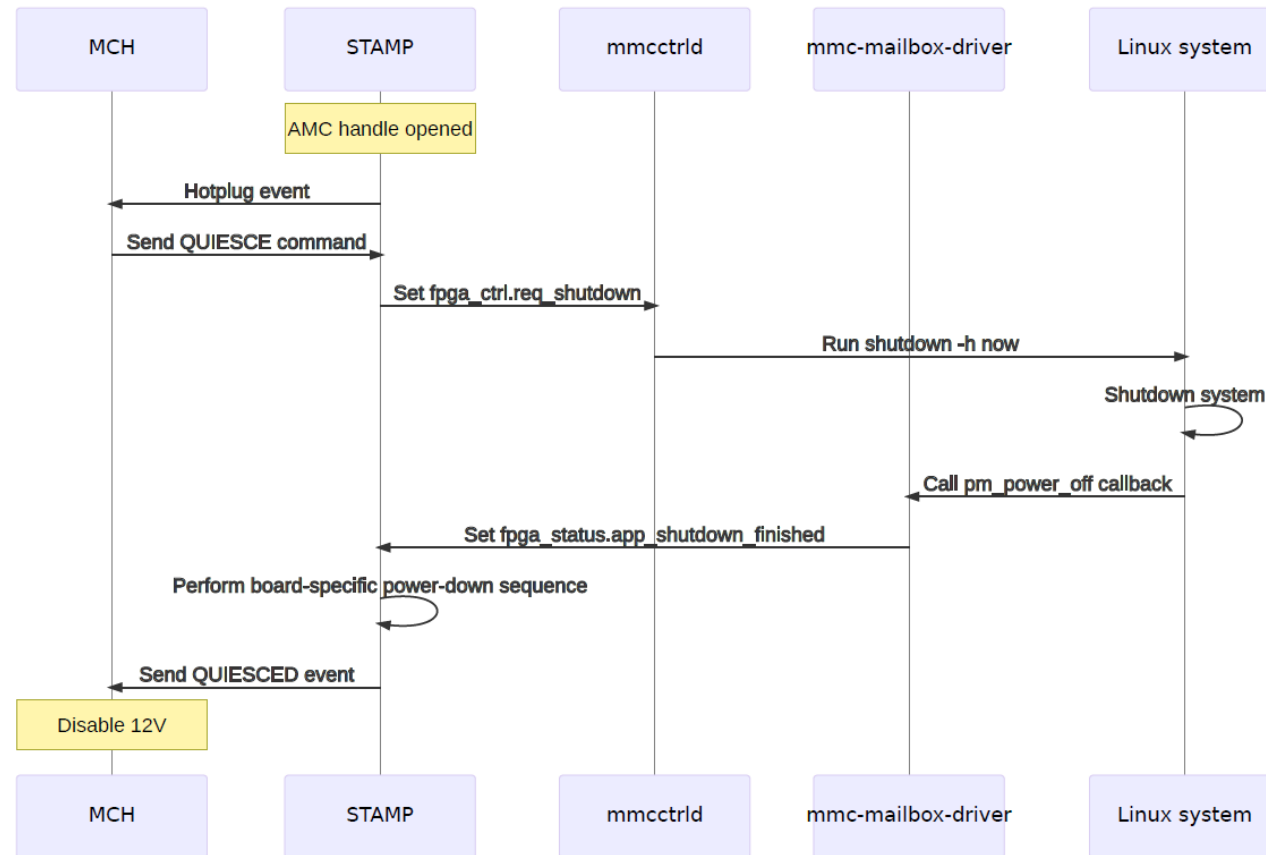 MCH
STAMP
mmcctrld
mmc-mailbox-driver
Linux system
AMC handle opened
Hotplug event
Send QUIESCE command
Set fpga_ctrl.req_shutdown
Run shutdown -h now
Shutdown system
Call pm_power_off callback
Set fpga_status.app_shutdown_finished
Perform board-specific power-down sequence
Send QUIESCED event
Disable 12V
MCH
STAMP
mmcctrld
mmc-mailbox-driver
Linux system